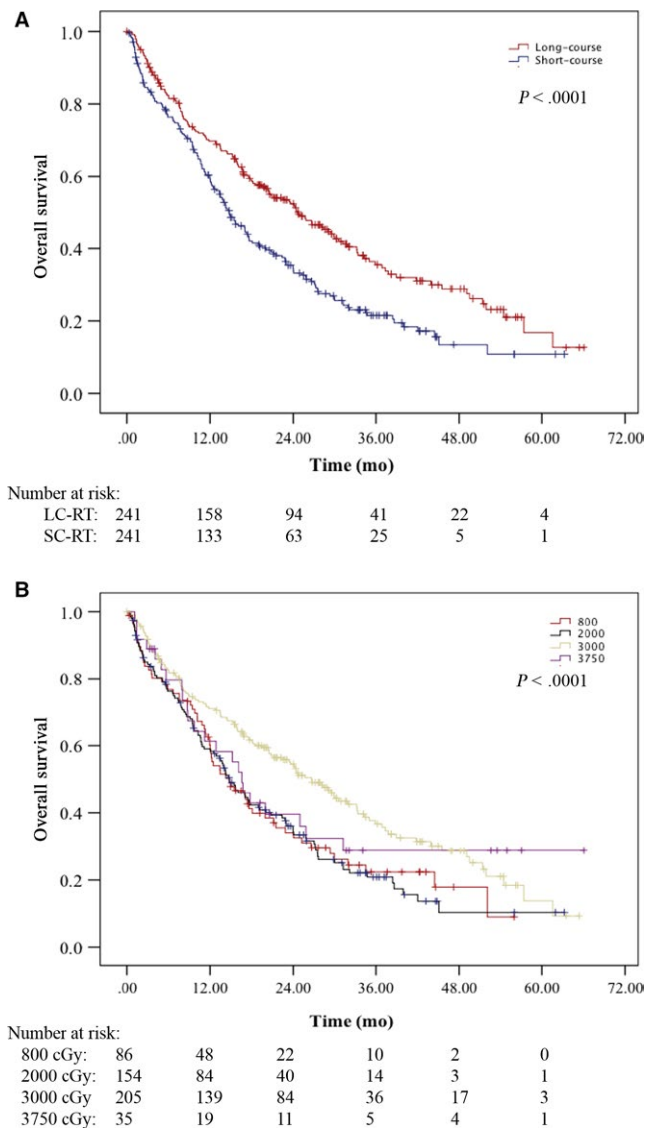 A
1.0
0.8
0.6
0.4
0.2
0.0
Overall survival
Long-course
Short-course
P < .0001
.00 12.00 24.00 36.00 48.00 60.00 72.00
Time (mo)
Number at risk:
LC-RT: 241 158 94 41 22 4
SC-RT: 241 133 63 25 5 1
B
1.0
0.8
0.6
0.4
0.2
0.0
Overall survival
800
2000
3000
3750
P < .0001
.00 12.00 24.00 36.00 48.00 60.00 72.00
Time (mo)
Number at risk:
800 cGy: 86 48 22 10 2 0
2000 cGy: 154 84 40 14 3 1
3000 cGy 205 139 84 36 17 3
3750 cGy: 35 19 11 5 4 1